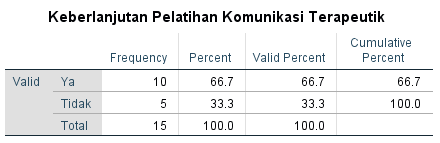 Keberlanjutan Pelatihan Komunikasi Terapeutik
Frequency Percent Valid Percent Cumulative Percent
Valid Ya 10 66.7 66.7 66.7
Tidak 5 33.3 33.3 100.0
Total 15 100.0 100.0